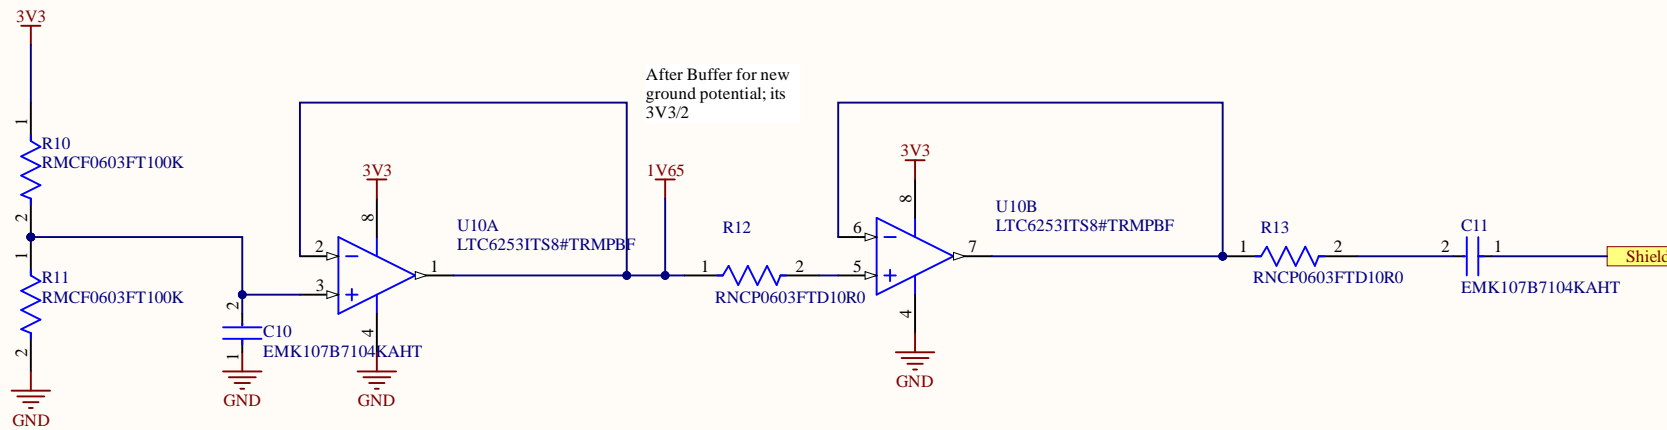 3V3
1
R10
RMCF0603FT100K
2
1
R11
RMCF0603FT100K
2
GND
2
C10
EMK107B7104KAHT
1
GND
3V3
8
2
3
1
4
GND
U10A
LTC6253ITS8#TRMPBF
After Buffer for new
ground potential; its
3V3/2
1V65
R12
1
2
RNCP0603FTD10R0
3V3
8
6
5
7
4
GND
U10B
LTC6253ITS8#TRMPBF
R13
1
2
RNCP0603FTD10R0
C11
2
1
EMK107B7104KAHT
Shield